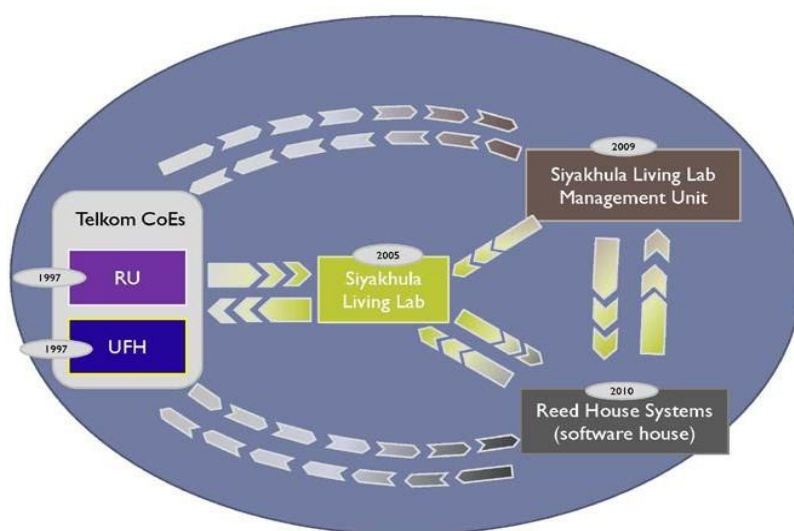 2009
Siyakhula Living Lab
Management Unit
Telkom CoEs
1997
RU
2005
Siyakhula
Living Lab
1997
UFH
2010
Reed House Systems
(software house)